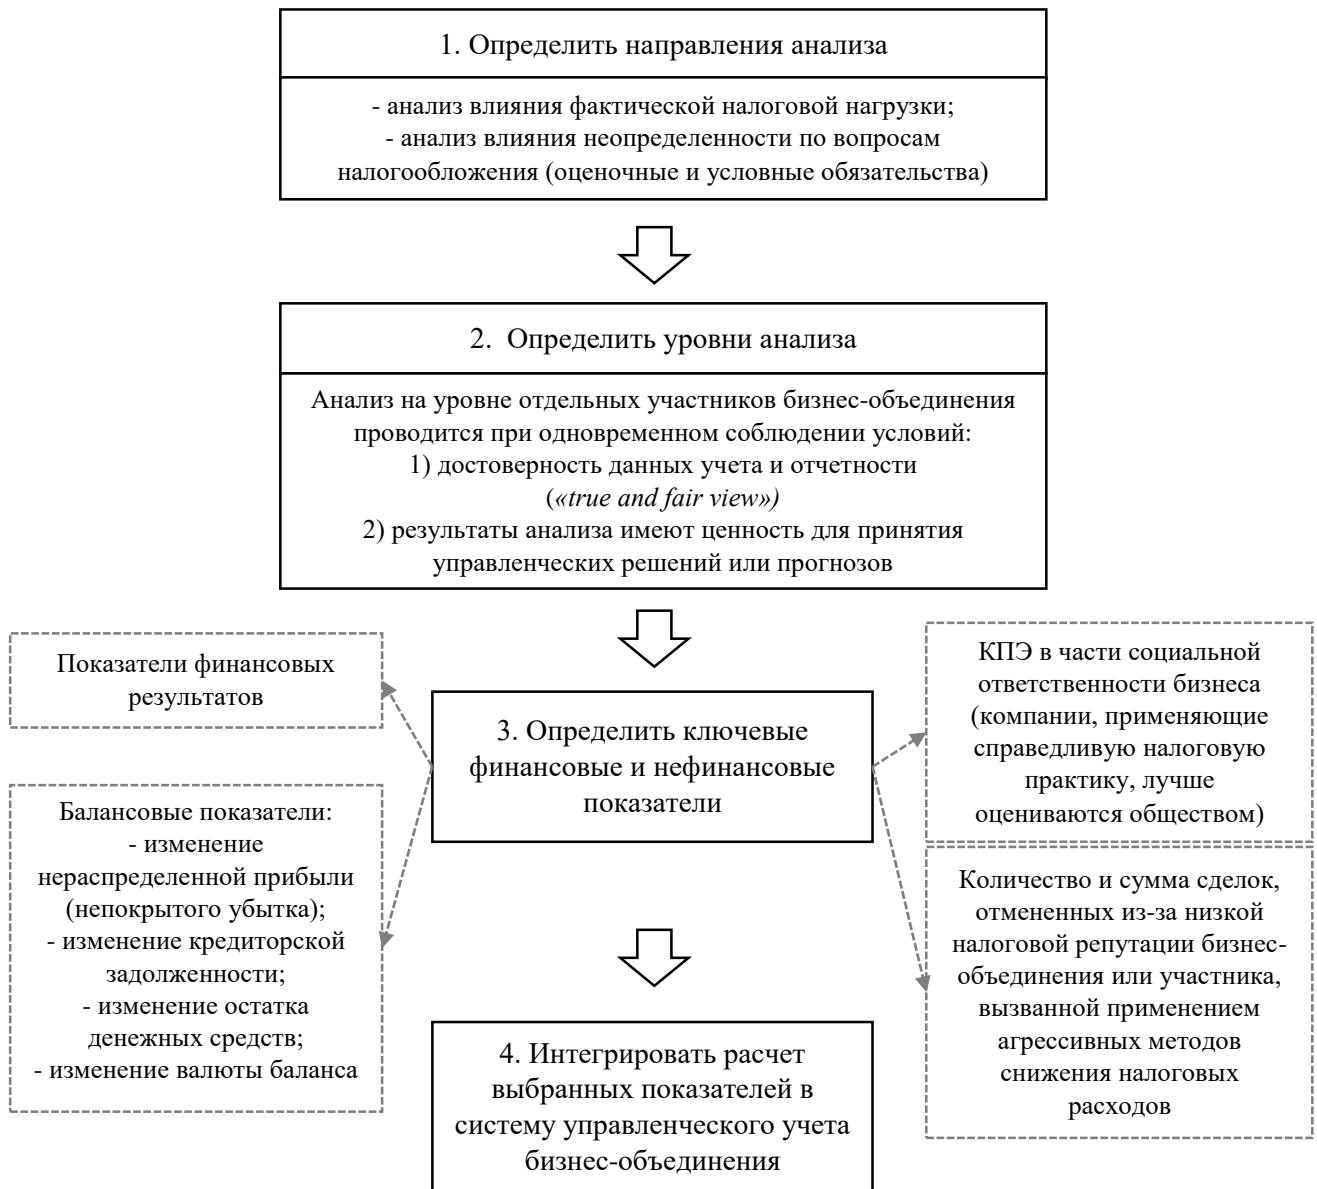 1. Определить направления анализа
- анализ влияния фактической налоговой нагрузки;
- анализ влияния неопределенности по вопросам
налогообложения (оценочные и условные обязательства)
2. Определить уровни анализа
Анализ на уровне отдельных участников бизнес-объединения
проводится при одновременном соблюдении условий:
1) достоверность данных учета и отчетности
(«true and fair view»)
2) результаты анализа имеют ценность для принятия
управленческих решений или прогнозов
Показатели финансовых
результатов
Балансовые показатели:
- изменение
нераспределенной прибыли
(непокрытого убытка);
- изменение кредиторской
задолженности;
- изменение остатка
денежных средств;
- изменение валюты баланса
3. Определить ключевые
финансовые и нефинансовые
показатели
КПЭ в части социальной
ответственности бизнеса
(компании, применяющие
справедливую налоговую
практику, лучше
оцениваются обществом)
Количество и сумма сделок,
отмененных из-за низкой
налоговой репутации бизнес-
объединения или участника,
вызванной применением
агрессивных методов
снижения налоговых
расходов
4. Интегрировать расчет
выбранных показателей в
систему управленческого учета
бизнес-объединения